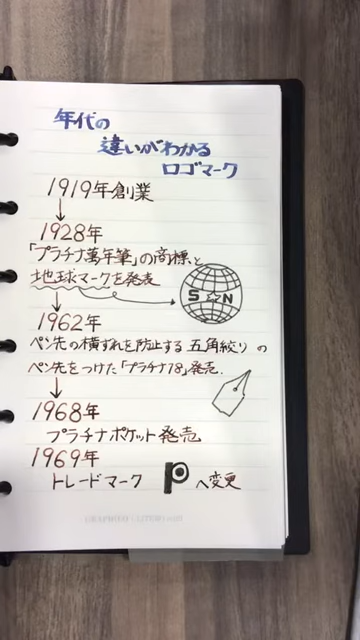 年代の
違いがわかる
ロゴマーク
1919年創業
1928年
「プラチナ萬年筆」の商標と
地球マークを発表
S N
1962年
ペン先の横ずれを防止する五角絞りの
ペン先をつけた「プラチナ18」発売.
1968年
プラチナポケット発売
1969年
トレードマーク P へ変更